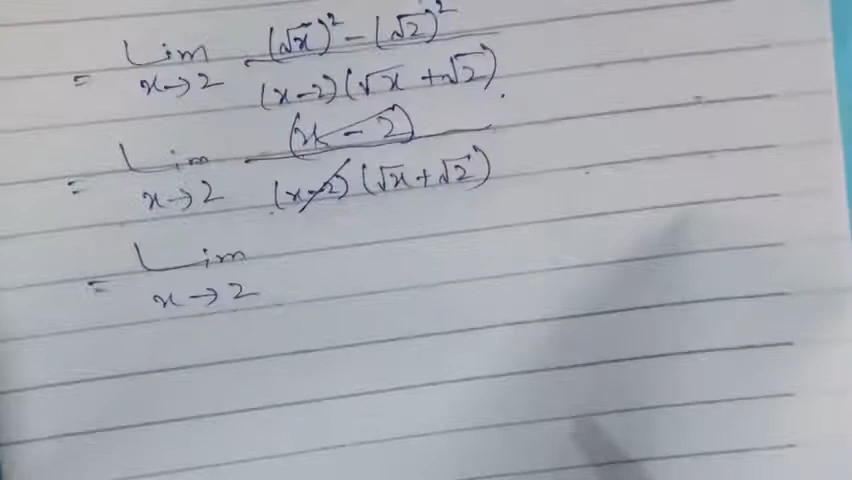 = Lim x→2 (√x)² - (√2)² / (x-2)(√x + √2).
= Lim x→2 (x - 2) / (x-2)(√x + √2)
= Lim x→2